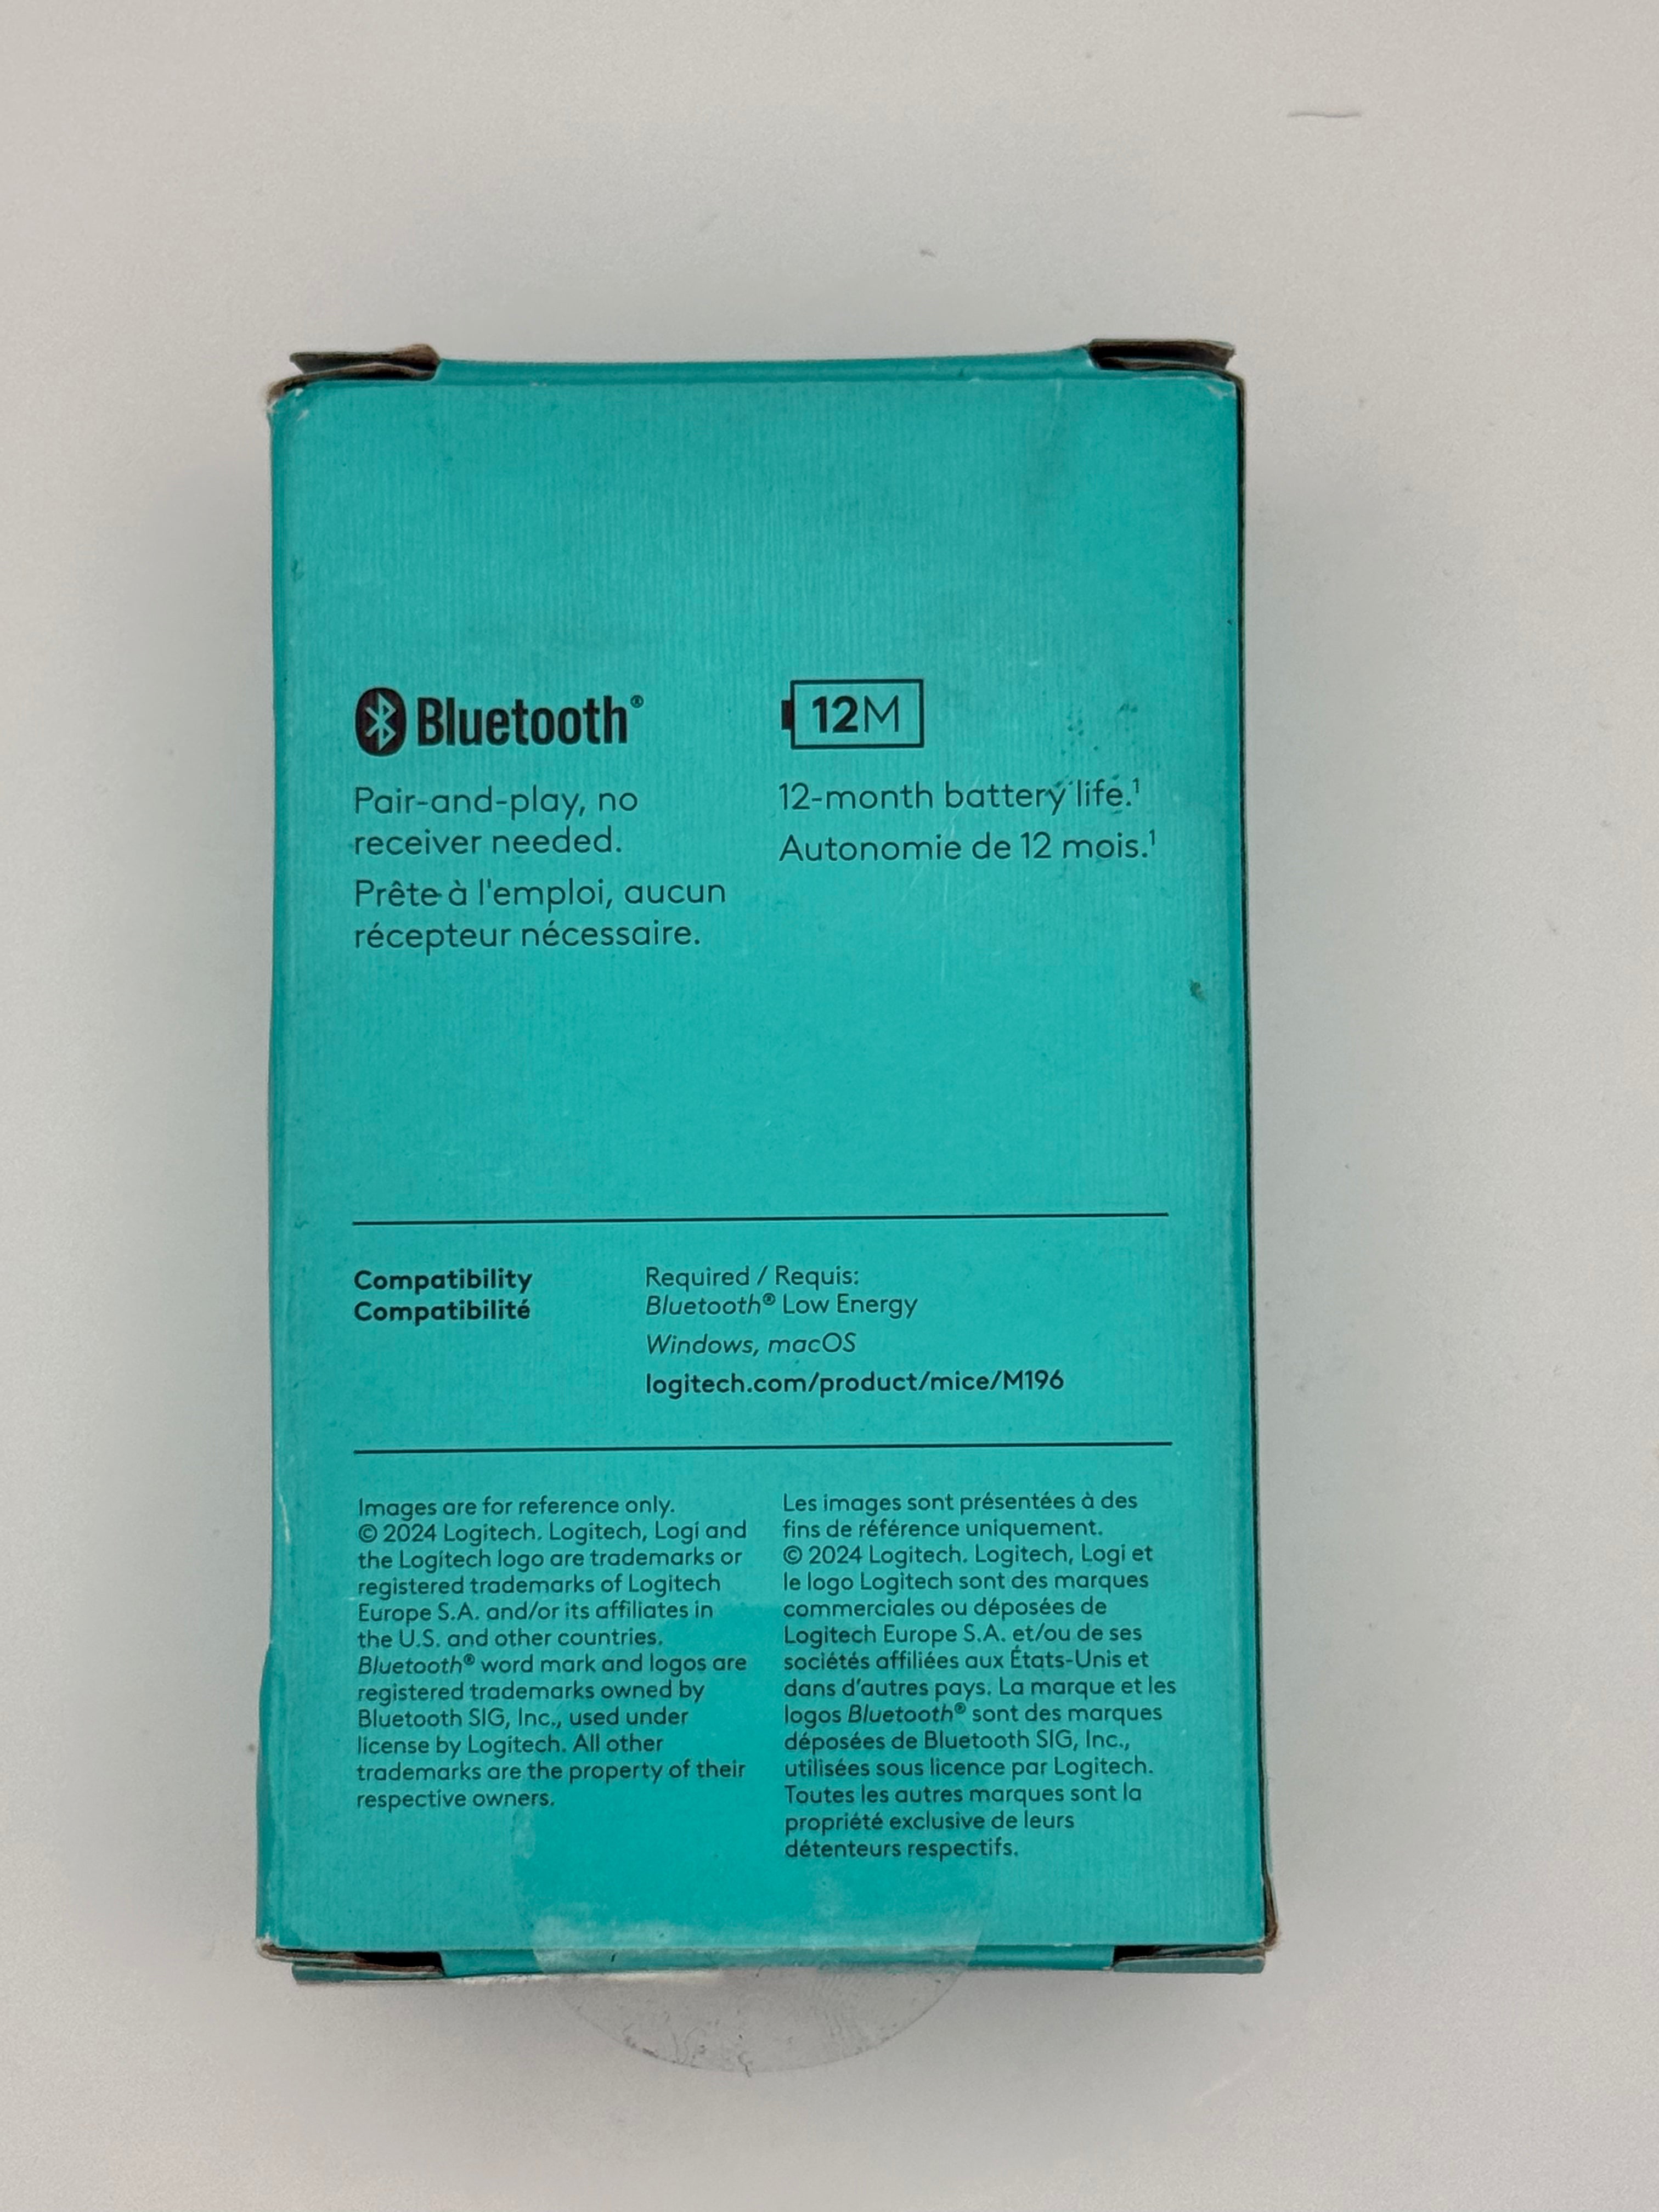 Bluetooth®
Pair-and-play, no
receiver needed.
Prête à l'emploi, aucun
récepteur nécessaire.
12M
12-month battery life.¹
Autonomie de 12 mois.¹
Compatibility
Compatibilité
Required / Requis:
Bluetooth® Low Energy
Windows, macOS
logitech.com/product/mice/M196
Images are for reference only.
© 2024 Logitech. Logitech, Logi and
the Logitech logo are trademarks or
registered trademarks of Logitech
Europe S.A. and/or its affiliates in
the U.S. and other countries.
Bluetooth® word mark and logos are
registered trademarks owned by
Bluetooth SIG, Inc., used under
license by Logitech. All other
trademarks are the property of their
respective owners.
Les images sont présentées à des
fins de référence uniquement.
© 2024 Logitech. Logitech, Logi et
le logo Logitech sont des marques
commerciales ou déposées de
Logitech Europe S.A. et/ou de ses
sociétés affiliées aux États-Unis et
dans d'autres pays. La marque et les
logos Bluetooth® sont des marques
déposées de Bluetooth SIG, Inc.,
utilisées sous licence par Logitech.
Toutes les autres marques sont la
propriété exclusive de leurs
détenteurs respectifs.